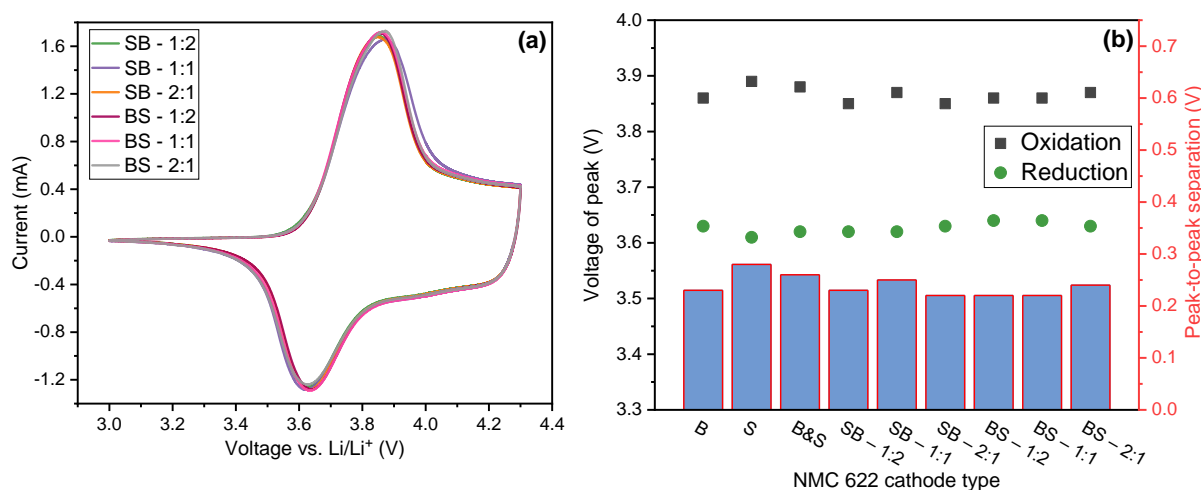 (a)
SB - 1:2
SB - 1:1
SB - 2:1
BS - 1:2
BS - 1:1
BS - 2:1
1.6
1.2
0.8
0.4
0.0
-0.4
-0.8
-1.2
Current (mA)
3.0 3.2 3.4 3.6 3.8 4.0 4.2 4.4
Voltage vs. Li/Li⁺ (V)
(b)
4.0
3.9
3.8
3.7
3.6
3.5
3.4
3.3
Voltage of peak (V)
Oxidation
Reduction
0.7
0.6
0.5
0.4
0.3
0.2
0.1
0.0
Peak-to-peak separation (V)
B S B&S SB – 1:2 SB – 1:1 SB – 2:1 BS – 1:2 BS – 1:1 BS – 2:1
NMC 622 cathode type